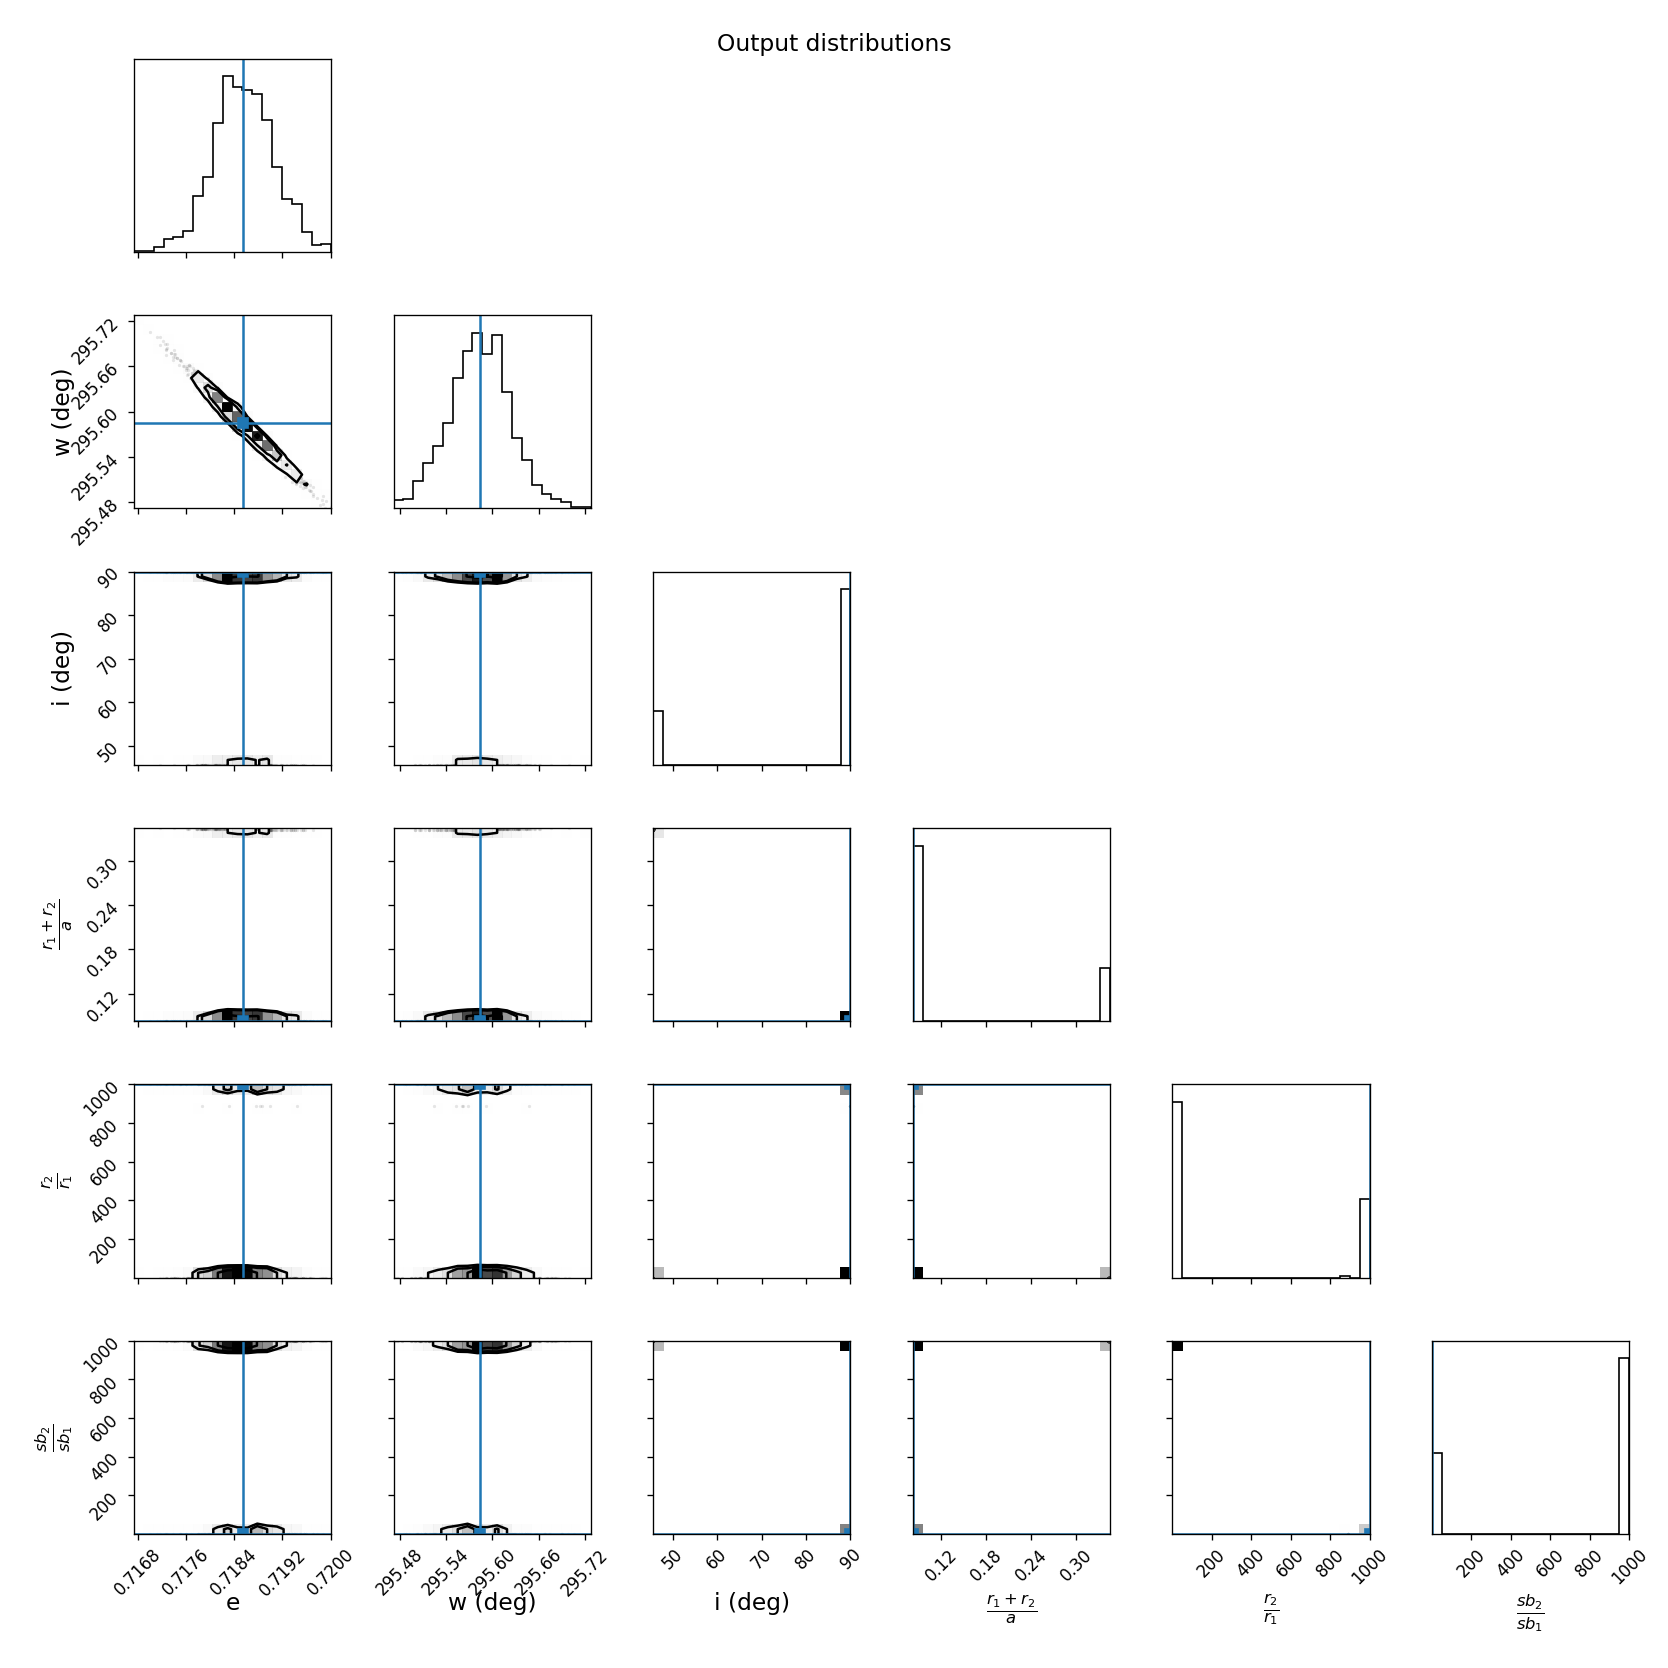 Output distributions
w (deg)
295.72
295.66
295.60
295.54
295.48
i (deg)
90
80
70
60
50
r1 + r2
a
0.30
0.24
0.18
0.12
r2
r1
1000
800
600
400
200
sb2
sb1
1000
800
600
400
200
0.7168 0.7176 0.7184 0.7192 0.7200
295.48 295.54 295.60 295.66 295.72
50 60 70 80 90
0.12 0.18 0.24 0.30
200 400 600 800 1000
200 400 600 800 1000
e
w (deg)
i (deg)
r1 + r2
a
r2
r1
sb2
sb1